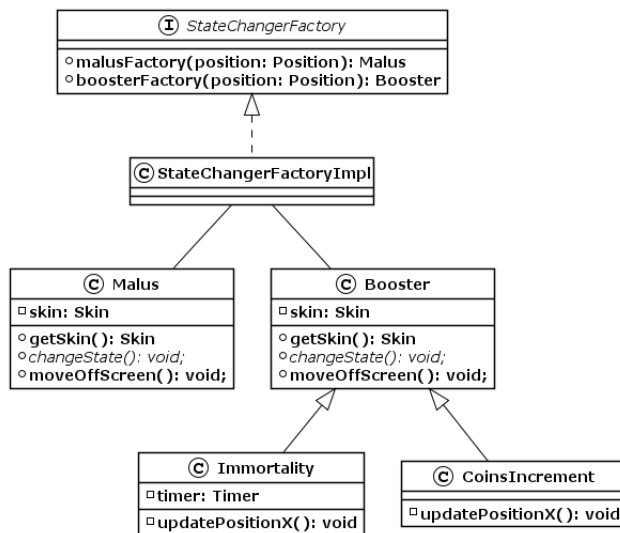 I StateChangerFactory
malusFactory(position: Position): Malus
boosterFactory(position: Position): Booster
C StateChangerFactoryImpl
C Malus
skin: Skin
getSkin(): Skin
changeState(): void;
moveOffScreen(): void;
C Booster
skin: Skin
getSkin(): Skin
changeState(): void;
moveOffScreen(): void;
C Immortality
timer: Timer
updatePositionX(): void
C CoinsIncrement
updatePositionX(): void